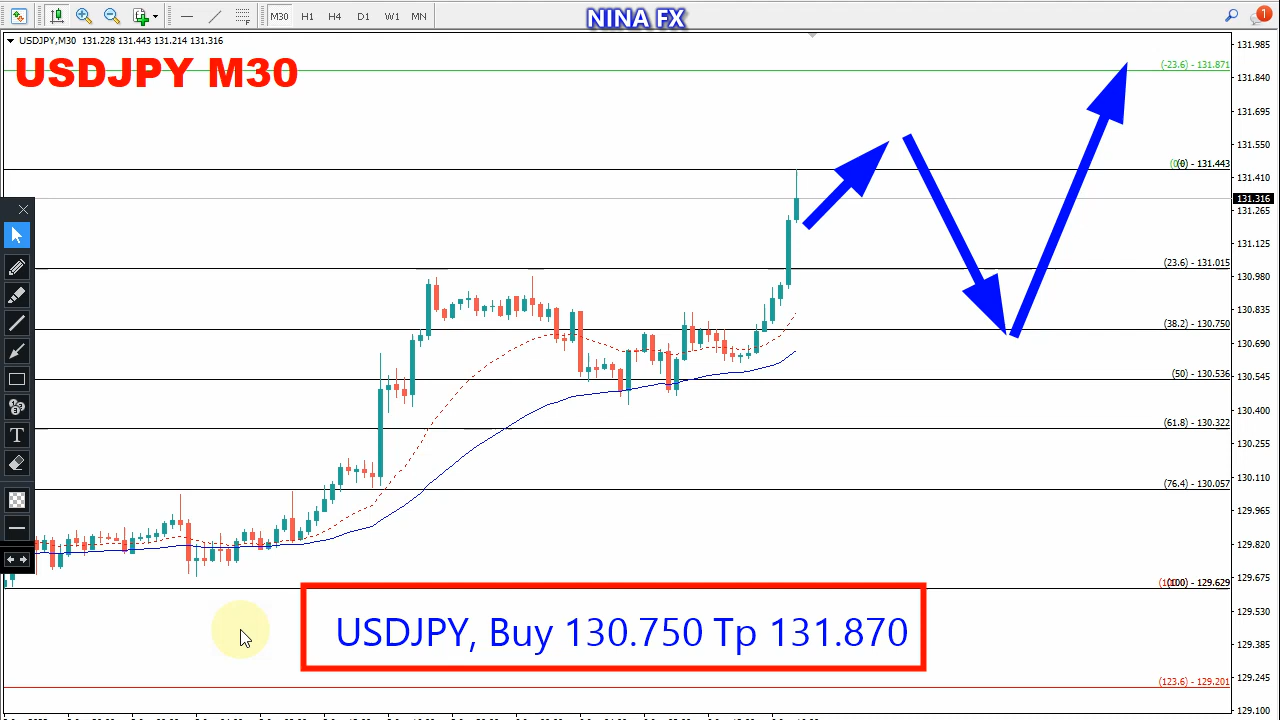 M30 H1 H4 D1 W1 MN
NINA FX
1
USDJPY,M30 131.228 131.443 131.214 131.316
USDJPY M30
131.985
(-23.6) - 131.871
131.840
131.695
131.550
(0) - 131.443
131.410
131.316
131.265
131.125
(23.6) - 131.015
130.980
130.835
(38.2) - 130.750
130.690
130.545
(50) - 130.536
130.400
(61.8) - 130.322
130.255
130.110
(76.4) - 130.057
129.965
129.820
129.675
(100) - 129.629
129.530
USDJPY, Buy 130.750 Tp 131.870
129.385
129.245
(123.6) - 129.201
129.100
T